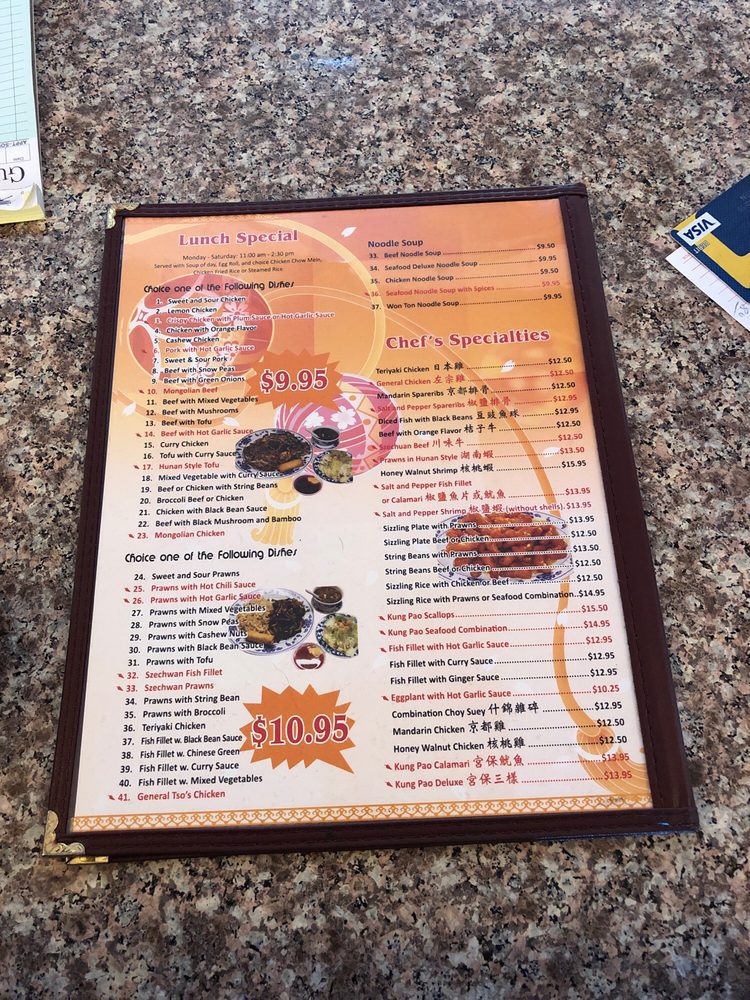 Gu
Date
APPT-SO
VISA
Lunch Special
Monday - Saturday: 11:00 am - 2:30 pm
Served with Soup of day, Egg Roll, and choice Chicken Chow Mein,
Chicken Fried Rice or Steamed Rice
Choice one of the Following Dishes
1. Sweet and Sour Chicken
2. Lemon Chicken
3. Crispy Chicken with Plum Sauce or Hot Garlic Sauce
4. Chicken with Orange Flavor
5. Cashew Chicken
6. Pork with Hot Garlic Sauce
7. Sweet & Sour Pork
8. Beef with Snow Peas
9. Beef with Green Onions
10. Mongolian Beef
11. Beef with Mixed Vegetables
12. Beef with Mushrooms
13. Beef with Tofu
14. Beef with Hot Garlic Sauce
15. Curry Chicken
16. Tofu with Curry Sauce
17. Hunan Style Tofu
18. Mixed Vegetable with Curry Sauce
19. Beef or Chicken with String Beans
20. Broccoli Beef or Chicken
21. Chicken with Black Bean Sauce
22. Beef with Black Mushroom and Bamboo
23. Mongolian Chicken
$9.95
Choice one of the Following Dishes
24. Sweet and Sour Prawns
25. Prawns with Hot Chili Sauce
26. Prawns with Hot Garlic Sauce
27. Prawns with Mixed Vegetables
28. Prawns with Snow Peas
29. Prawns with Cashew Nuts
30. Prawns with Black Bean Sauce
31. Prawns with Tofu
32. Szechwan Fish Fillet
33. Szechwan Prawns
34. Prawns with String Bean
35. Prawns with Broccoli
36. Teriyaki Chicken
37. Fish Fillet w. Black Bean Sauce
38. Fish Fillet w. Chinese Green
39. Fish Fillet w. Curry Sauce
40. Fish Fillet w. Mixed Vegetables
41. General Tso's Chicken
$10.95
Noodle Soup
33. Beef Noodle Soup $9.50
34. Seafood Deluxe Noodle Soup $9.95
35. Chicken Noodle Soup $9.50
36. Seafood Noodle Soup with Spices $9.95
37. Won Ton Noodle Soup $9.95
Chef's Specialties
Teriyaki Chicken 日本雞 $12.50
General Chicken 左宗雞 $12.50
Mandarin Spareribs 京都排骨 $12.50
Salt and Pepper Spareribs 椒鹽排骨 $12.95
Diced Fish with Black Beans 豆豉魚球 $12.95
Beef with Orange Flavor 桔子牛 $12.50
Szechuan Beef 川味牛 $12.50
Prawns in Hunan Style 湖南蝦 $13.50
Honey Walnut Shrimp 核桃蝦 $15.95
Salt and Pepper Fish Fillet
or Calamari 椒鹽魚片或魷魚 $13.95
Salt and Pepper Shrimp 椒鹽蝦 (without shells) $13.95
Sizzling Plate with Prawns $13.95
Sizzling Plate Beef or Chicken $12.50
String Beans with Prawns $13.50
String Beans Beef or Chicken $12.50
Sizzling Rice with Chicken or Beef $12.50
Sizzling Rice with Prawns or Seafood Combination $14.95
Kung Pao Scallops $15.50
Kung Pao Seafood Combination $14.95
Fish Fillet with Hot Garlic Sauce $12.95
Fish Fillet with Curry Sauce $12.95
Fish Fillet with Ginger Sauce $12.95
Eggplant with Hot Garlic Sauce $10.25
Combination Choy Suey 什錦雜碎 $12.95
Mandarin Chicken 京都雞 $12.50
Honey Walnut Chicken 核桃雞 $12.50
Kung Pao Calamari 宮保魷魚 $13.95
Kung Pao Deluxe 宮保三樣 $13.95